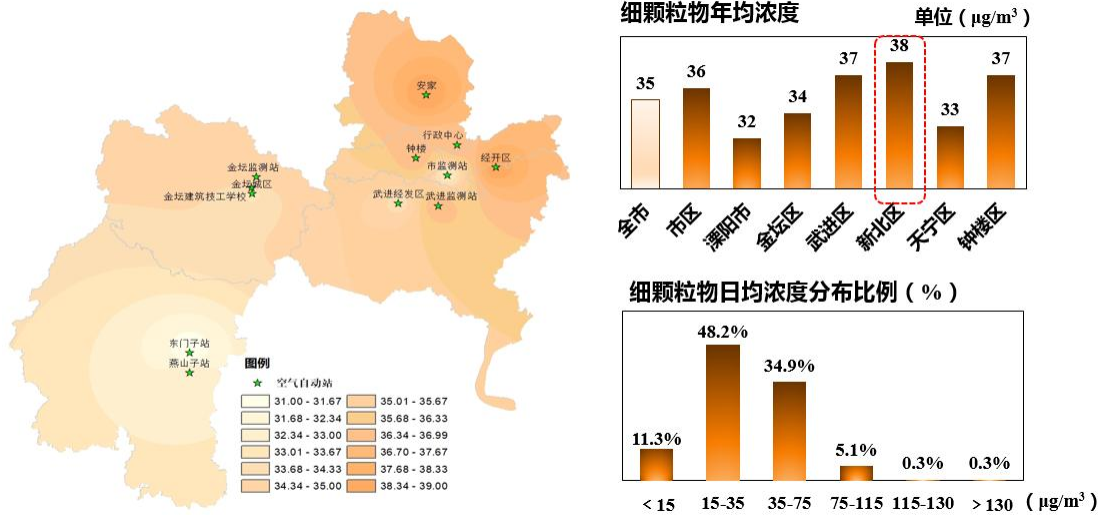 安家
行政中心
钟楼
市监测站
经开区
武进经发区
武进监测站
金坛监测站
金坛城区
金坛建筑技工学校
东门子站
燕山子站
图例
空气自动站
31.00 - 31.67
35.01 - 35.67
31.68 - 32.34
35.68 - 36.33
32.34 - 33.00
36.34 - 36.99
33.01 - 33.67
36.70 - 37.67
33.68 - 34.33
37.68 - 38.33
34.34 - 35.00
38.34 - 39.00
细颗粒物年均浓度
单位（μg/m³）
35
36
32
34
37
38
33
37
全市
市区
溧阳市
金坛区
武进区
新北区
天宁区
钟楼区
细颗粒物日均浓度分布比例（%）
11.3%
48.2%
34.9%
5.1%
0.3%
0.3%
＜15
15-35
35-75
75-115
115-130
＞130
（μg/m³）